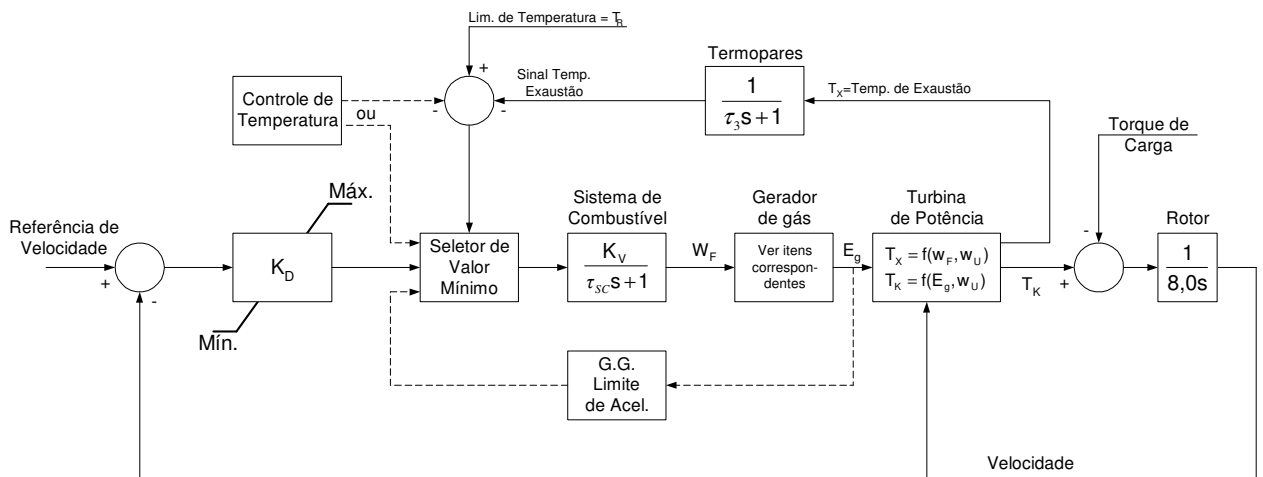 Lim. de Temperatura = T_R
+
-
-
Sinal Temp.
Exaustão
Termopares
1
τ₃s+1
T_X=Temp. de Exaustão
Controle de
Temperatura
ou
Torque de
Carga
Referência de
Velocidade
+
-
Máx.
K_D
Mín.
Seletor de
Valor
Mínimo
Sistema de
Combustível
K_V
τ_SC s+1
W_F
Gerador
de gás
Ver itens
correspon-
dentes
E_g
Turbina
de Potência
T_X = f(w_F, w_U)
T_K = f(E_g, w_U)
T_K
-
+
Rotor
1
8,0s
G.G.
Limite
de Acel.
Velocidade